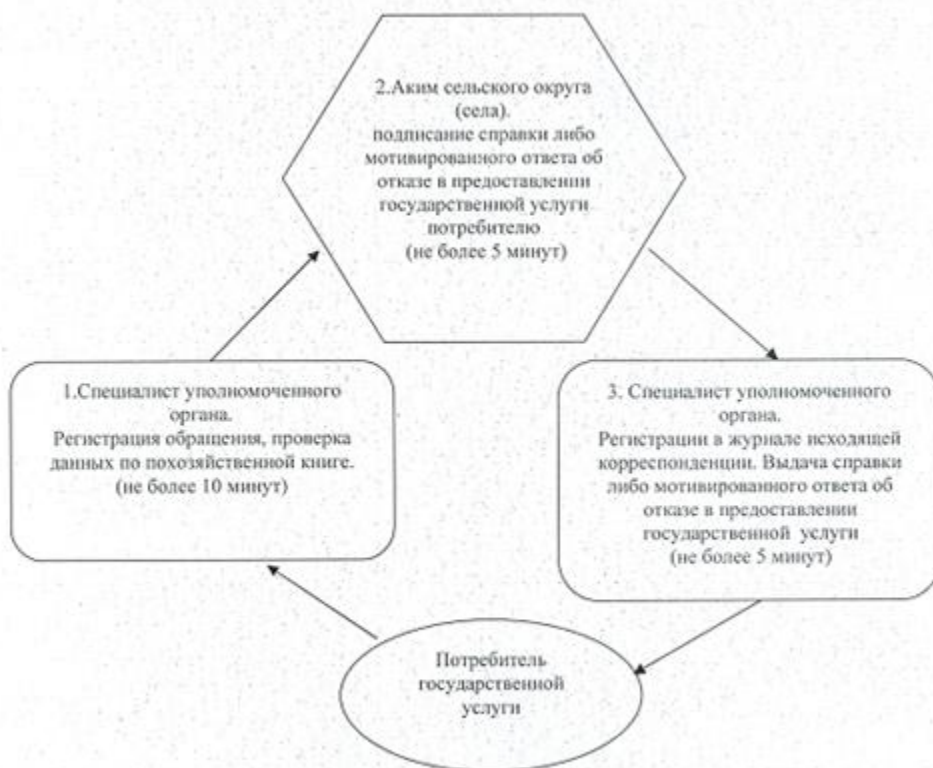 2.Аким сельского округа
(села).
подписание справки либо
мотивированного ответа об
отказе в предоставлении
государственной услуги
потребителю
(не более 5 минут)
1.Специалист уполномоченного
органа.
Регистрация обращения, проверка
данных по похозяйственной книге.
(не более 10 минут)
3. Специалист уполномоченного
органа.
Регистрации в журнале исходящей
корреспонденции. Выдача справки
либо мотивированного ответа об
отказе в предоставлении
государственной услуги
(не более 5 минут)
Потребитель
государственной
услуги